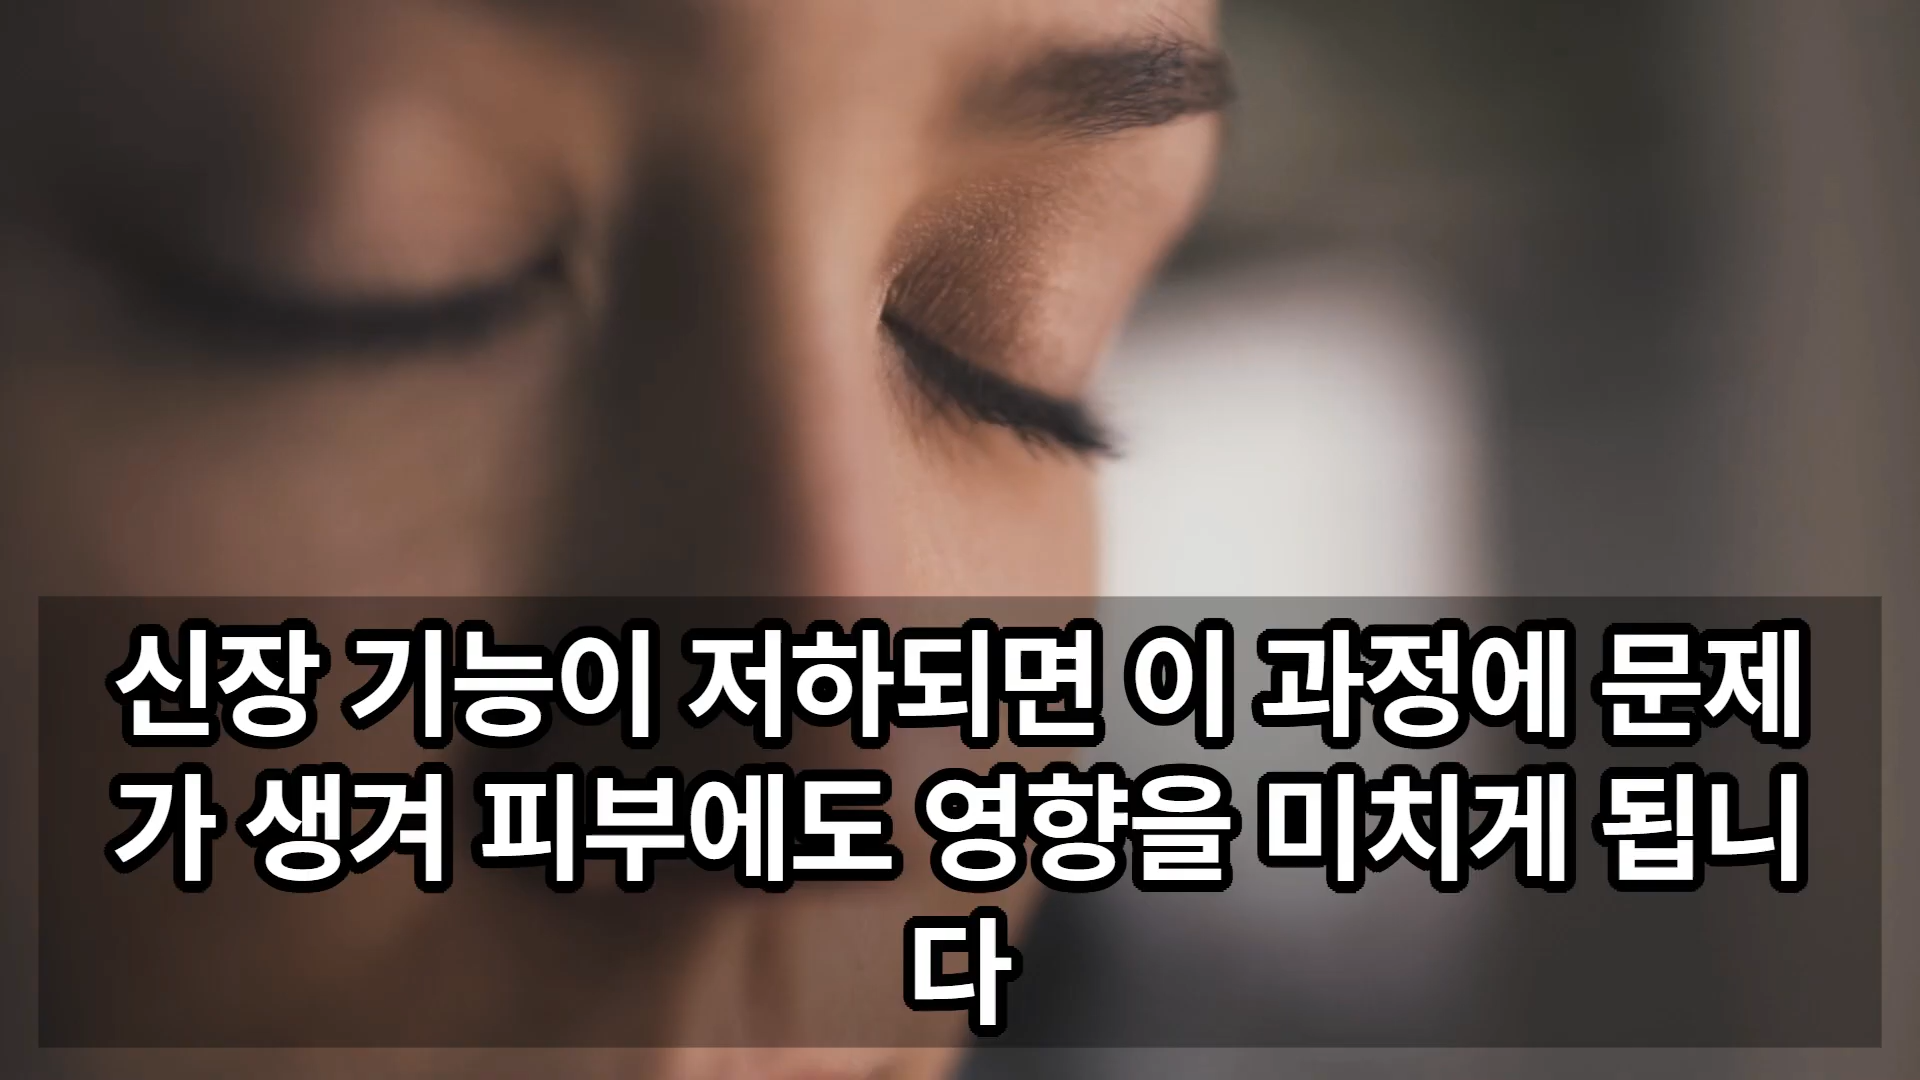 신장 기능이 저하되면 이 과정에 문제
가 생겨 피부에도 영향을 미치게 됩니
다